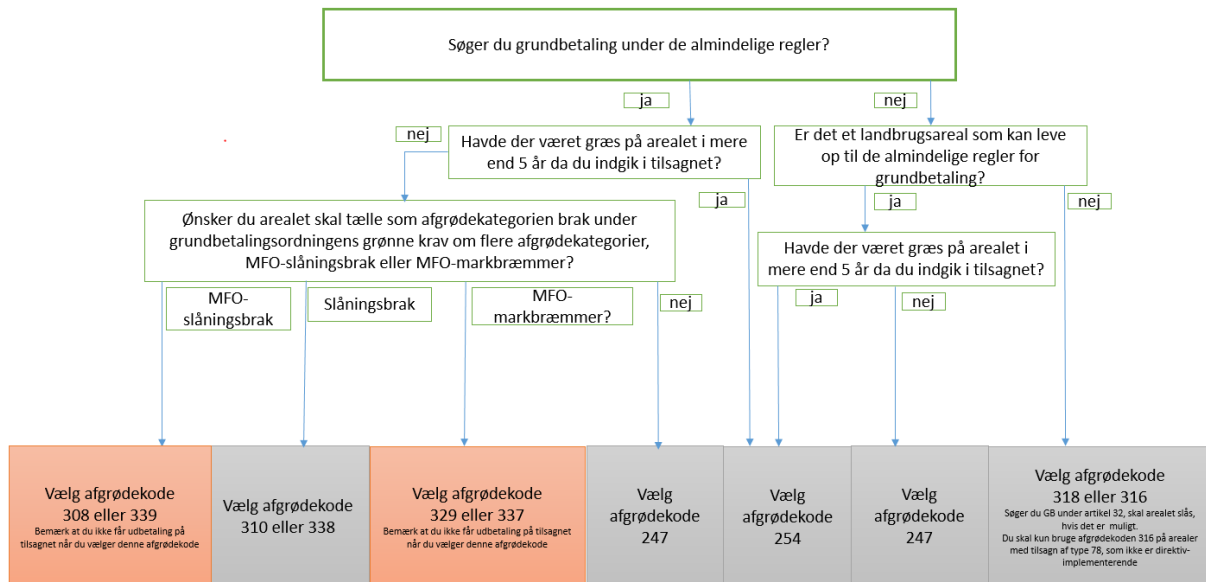 Søger du grundbetaling under de almindelige regler?
ja
nej
nej
Havde der været græs på arealet i mere
end 5 år da du indgik i tilsagnet?
Er det et landbrugsareal som kan leve
op til de almindelige regler for
grundbetaling?
ja
ja
nej
Ønsker du arealet skal tælle som afgrødekategorien brak under
grundbetalingsordningens grønne krav om flere afgrødekategorier,
MFO-slåningsbrak eller MFO-markbræmmer?
Havde der været græs på arealet i
mere end 5 år da du indgik i tilsagnet?
MFO-
slåningsbrak
Slåningsbrak
MFO-
markbræmmer?
nej
ja
nej
Vælg afgrødekode
308 eller 339
Bemærk at du ikke får udbetaling på
tilsagnet når du vælger denne afgrødekode
Vælg afgrødekode
310 eller 338
Vælg afgrødekode
329 eller 337
Bemærk at du ikke får udbetaling på tilsagnet
når du vælger denne afgrødekode
Vælg
afgrødekode
247
Vælg
afgrødekode
254
Vælg
afgrødekode
247
Vælg afgrødekode
318 eller 316
Søger du GB under artikel 32, skal arealet slås,
hvis det er muligt.
Du skal kun bruge afgrødekoden 316 på arealer
med tilsagn af type 78, som ikke er direktiv-
implementerende